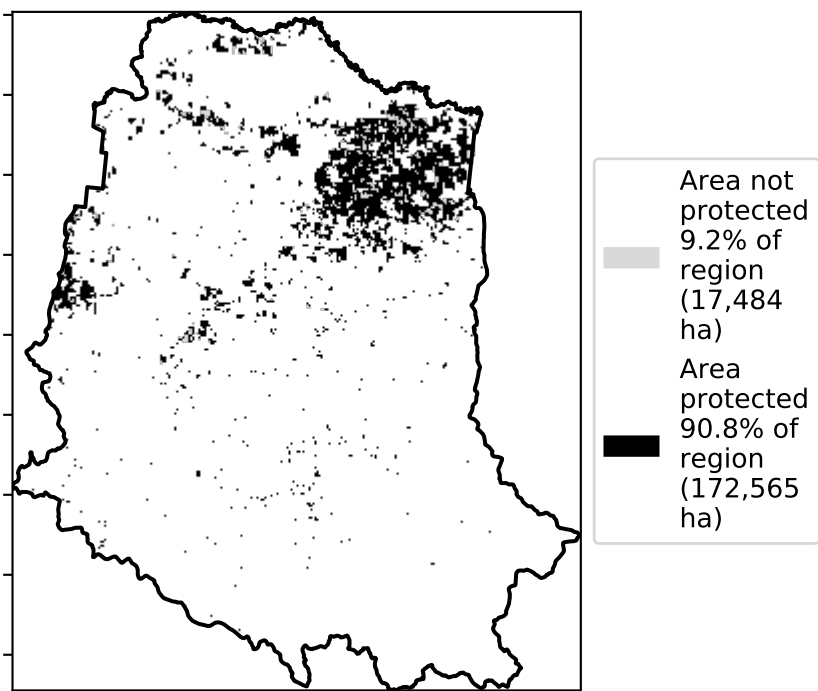 Area not
protected
9.2% of
region
(17,484
ha)
Area
protected
90.8% of
region
(172,565
ha)